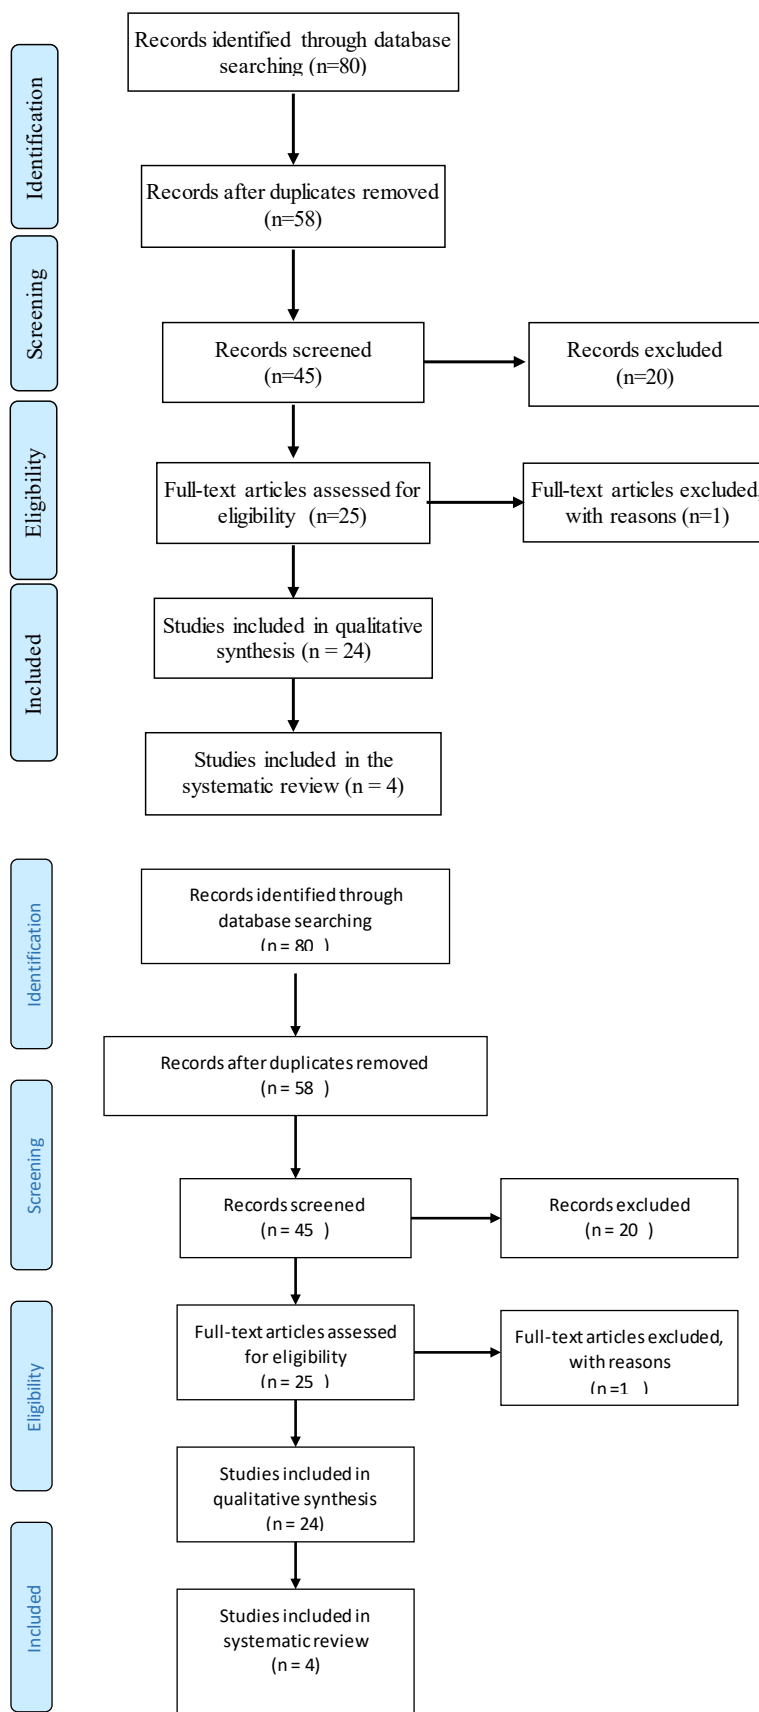 Records identified through database
searching (n=80)
Identification
Records after duplicates removed
(n=58)
Screening
Records screened
(n=45)
Records excluded
(n=20)
Eligibility
Full-text articles assessed for
eligibility (n=25)
Full-text articles excluded,
with reasons (n=1)
Included
Studies included in qualitative
synthesis (n = 24)
Studies included in the
systematic review (n = 4)
Identification
Records identified through
database searching
(n = 80 )
Records after duplicates removed
(n = 58 )
Screening
Records screened
(n = 45 )
Records excluded
(n = 20 )
Eligibility
Full-text articles assessed
for eligibility
(n = 25 )
Full-text articles excluded,
with reasons
(n =1 )
Studies included in
qualitative synthesis
(n = 24)
Included
Studies included in
systematic review
(n = 4)